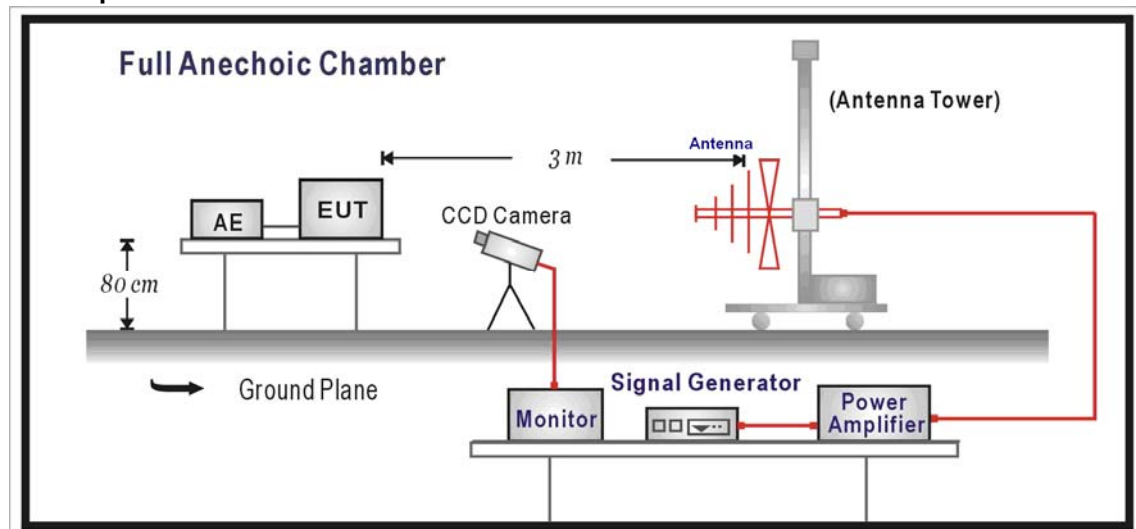 Full Anechoic Chamber
(Antenna Tower)
Antenna
3 m
AE
EUT
CCD Camera
80 cm
Ground Plane
Signal Generator
Monitor
Power
Amplifier